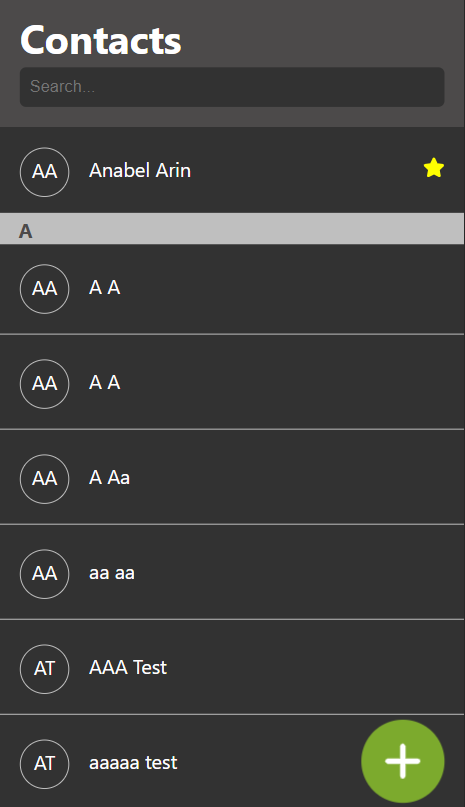 Contacts
Search...
AA Anabel Arin
A
AA A A
AA A A
AA A Aa
AA aa aa
AT AAA Test
AT aaaaa test